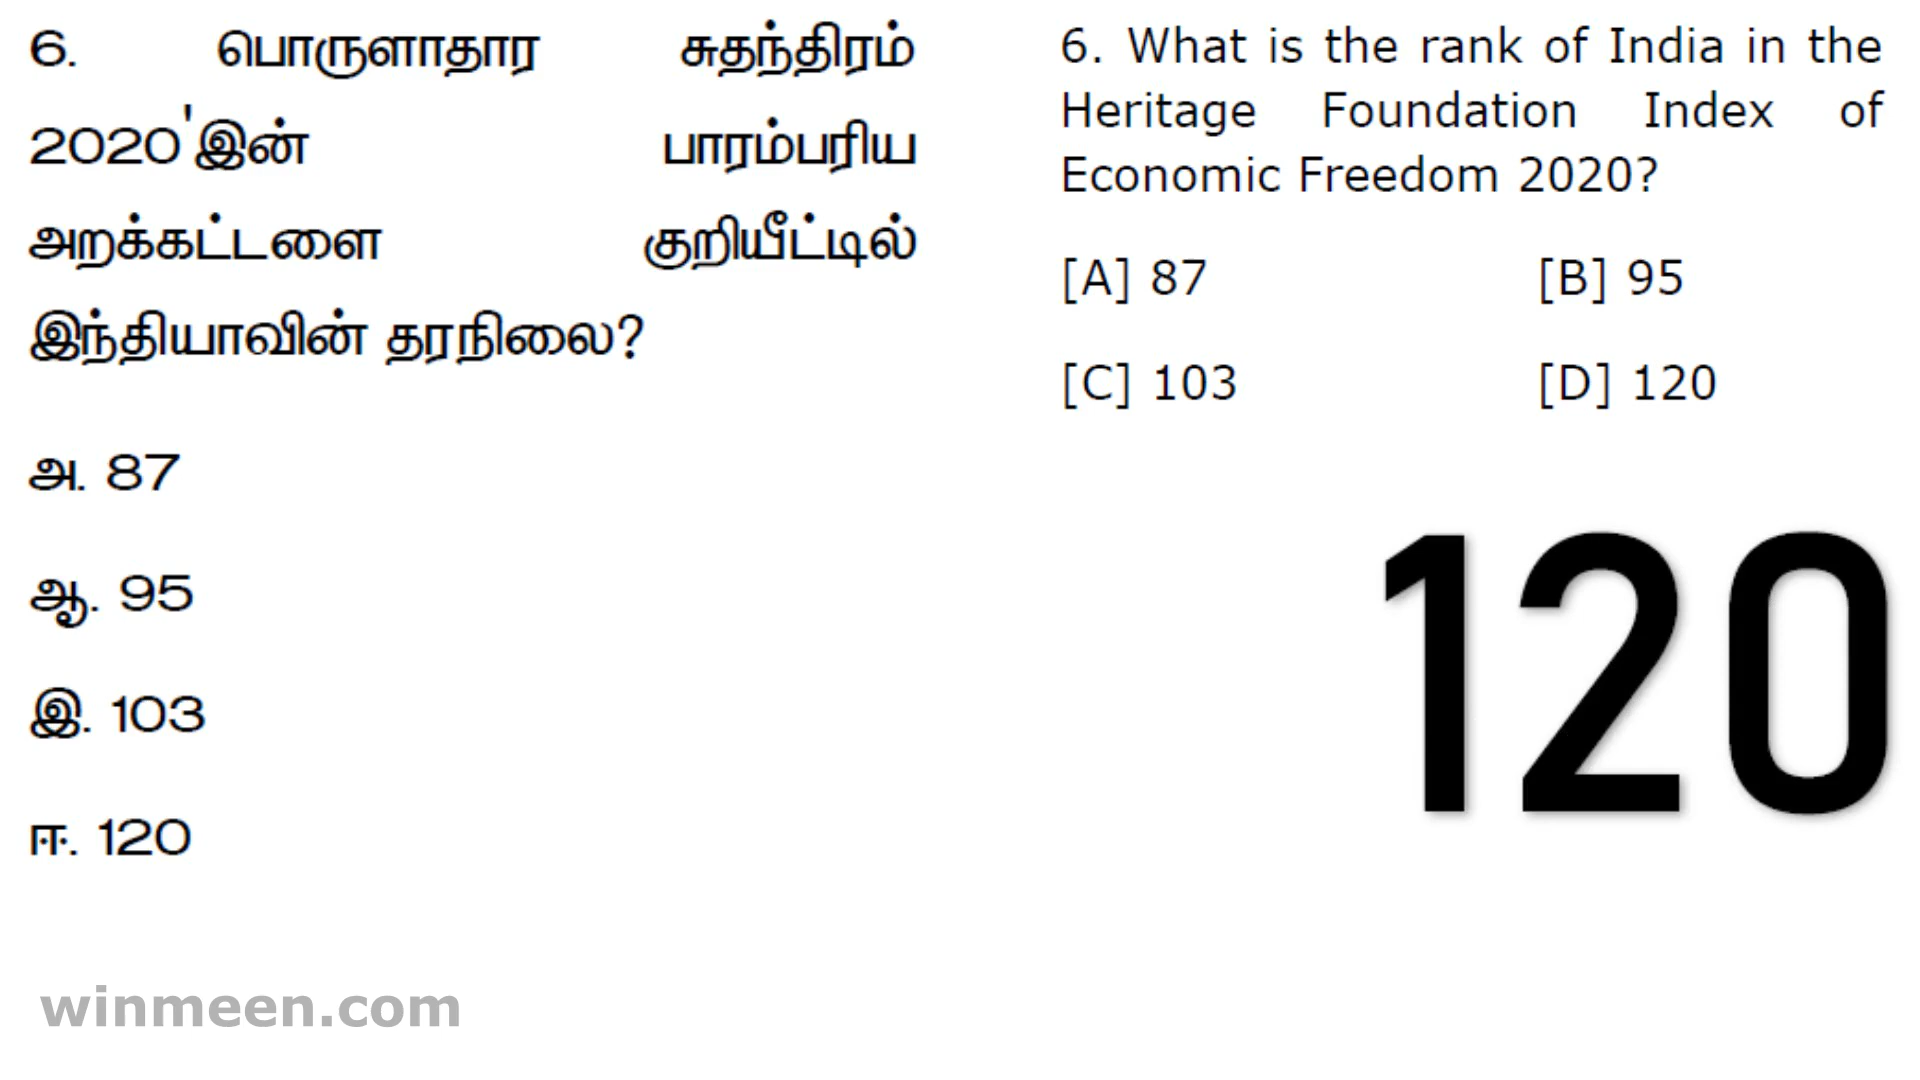 6. பொருளாதார சுதந்திரம்
2020'இன் பாரம்பரிய
அறக்கட்டளை குறியீட்டில்
இந்தியாவின் தரநிலை?
அ. 87
ஆ. 95
இ. 103
ஈ. 120
6. What is the rank of India in the
Heritage Foundation Index of
Economic Freedom 2020?
[A] 87 [B] 95
[C] 103 [D] 120
120
winmeen.com